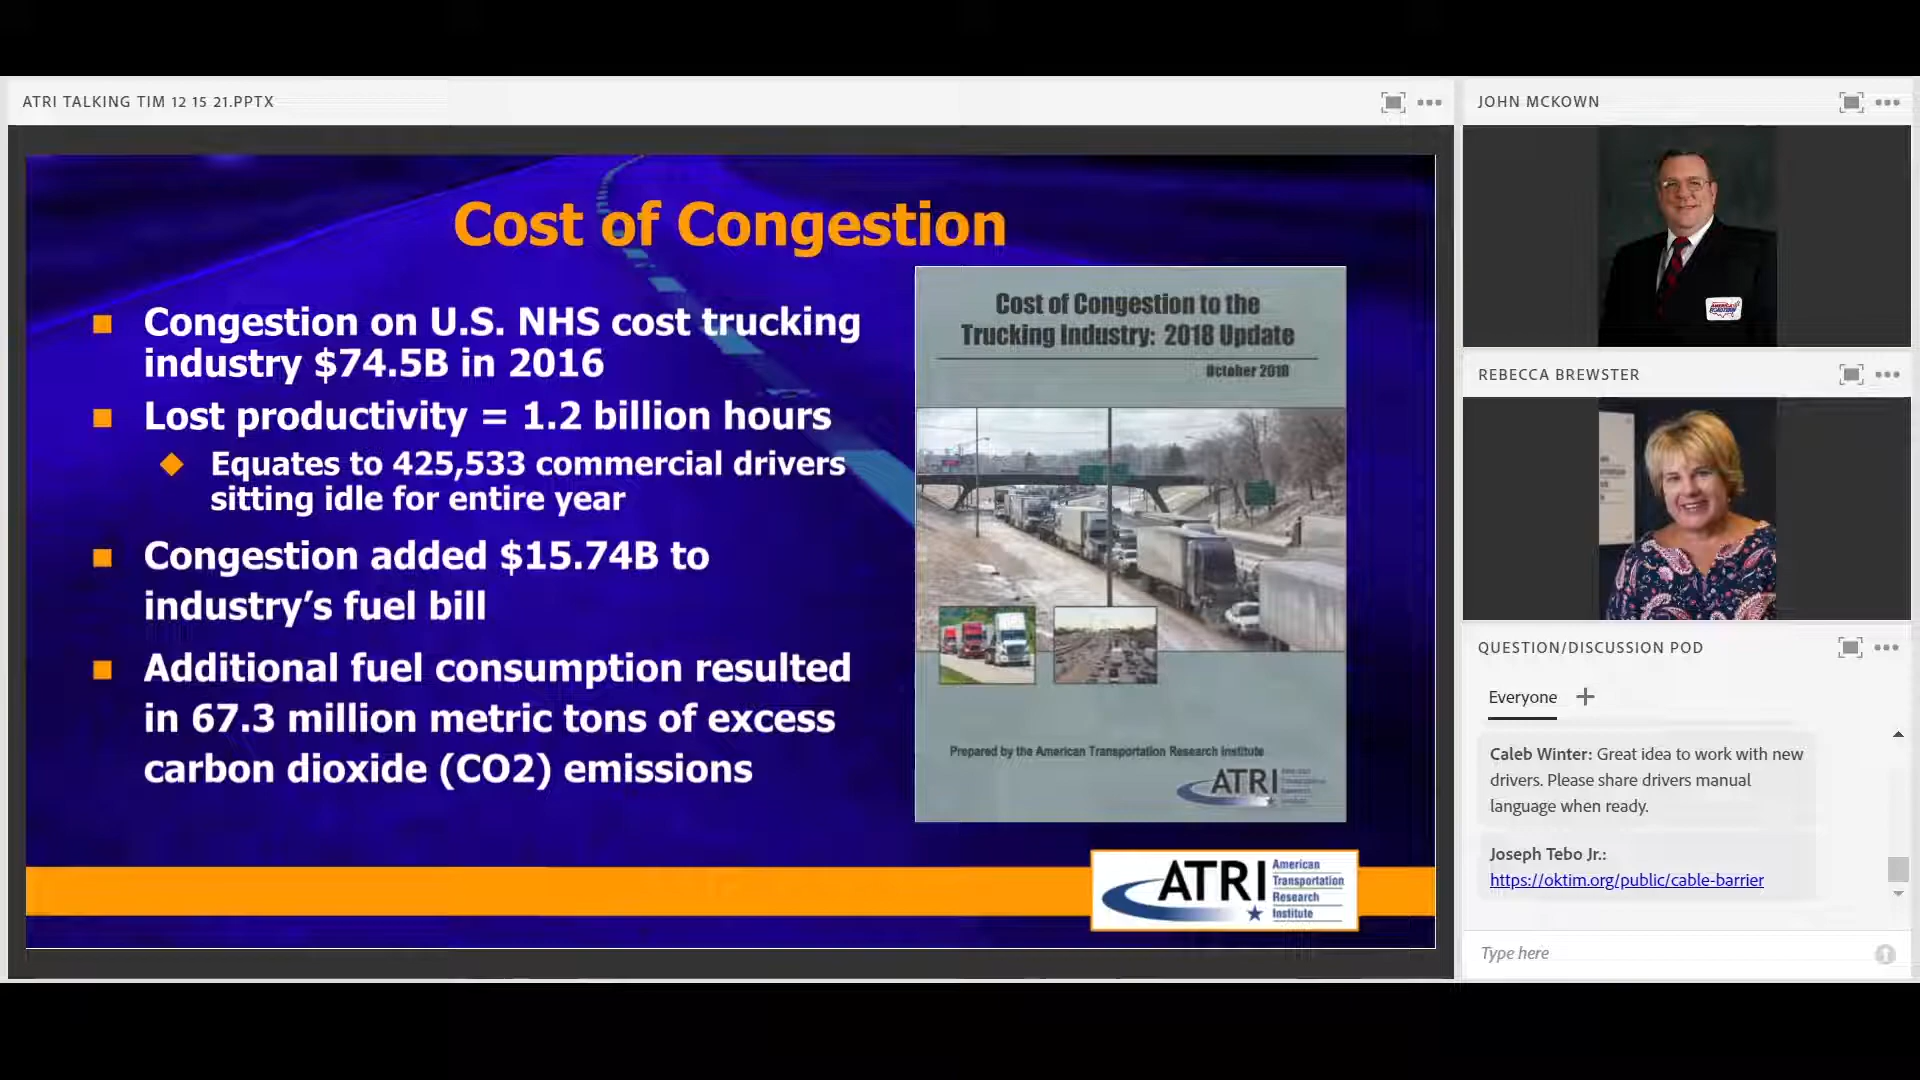 ATRI TALKING TIM 12 15 21.PPTX
Cost of Congestion
Congestion on U.S. NHS cost trucking
industry $74.5B in 2016
Lost productivity = 1.2 billion hours
Equates to 425,533 commercial drivers
sitting idle for entire year
Congestion added $15.74B to
industry’s fuel bill
Additional fuel consumption resulted
in 67.3 million metric tons of excess
carbon dioxide (CO2) emissions
Cost of Congestion to the
Trucking Industry: 2018 Update
October 2018
Prepared by the American Transportation Research Institute
ATRI
ATRI
American
Transportation
Research
Institute
JOHN MCKOWN
REBECCA BREWSTER
QUESTION/DISCUSSION POD
Everyone
Caleb Winter: Great idea to work with new
drivers. Please share drivers manual
language when ready.
Joseph Tebo Jr.:
https://oktim.org/public/cable-barrier
Type here